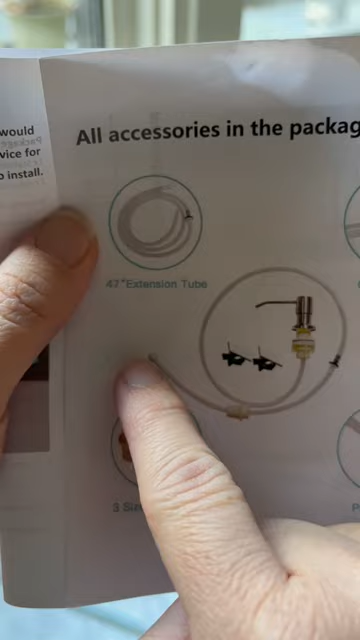 would
vice for
o install.
All accessories in the packag
47"Extension Tube
3 Siz